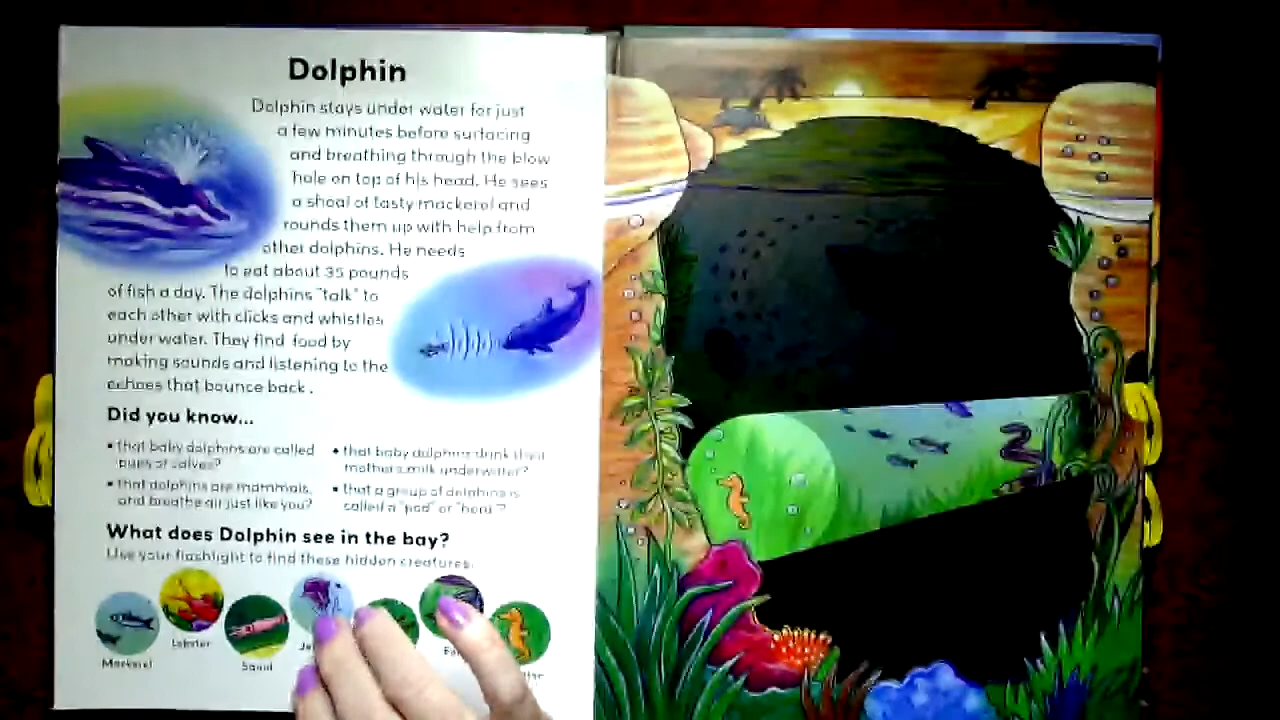 Dolphin
Dolphin stays under water for just
a few minutes before surfacing
and breathing through the blow
hole on top of his head. He sees
a shoal of tasty mackerel and
rounds them up with help from
other dolphins. He needs
to eat about 35 pounds
of fish a day. The dolphins "talk" to
each other with clicks and whistles
under water. They find food by
making sounds and listening to the
echoes that bounce back.
Did you know...
• that baby dolphins are called
pups or calves?
• that dolphins are mammals,
and breathe air just like you?
• that baby dolphins drink their
mother's milk underwater?
• that a group of dolphins is
called a "pod" or "herd"?
What does Dolphin see in the bay?
Use your flashlight to find these hidden creatures.
Mackerel
Lobster
Squid